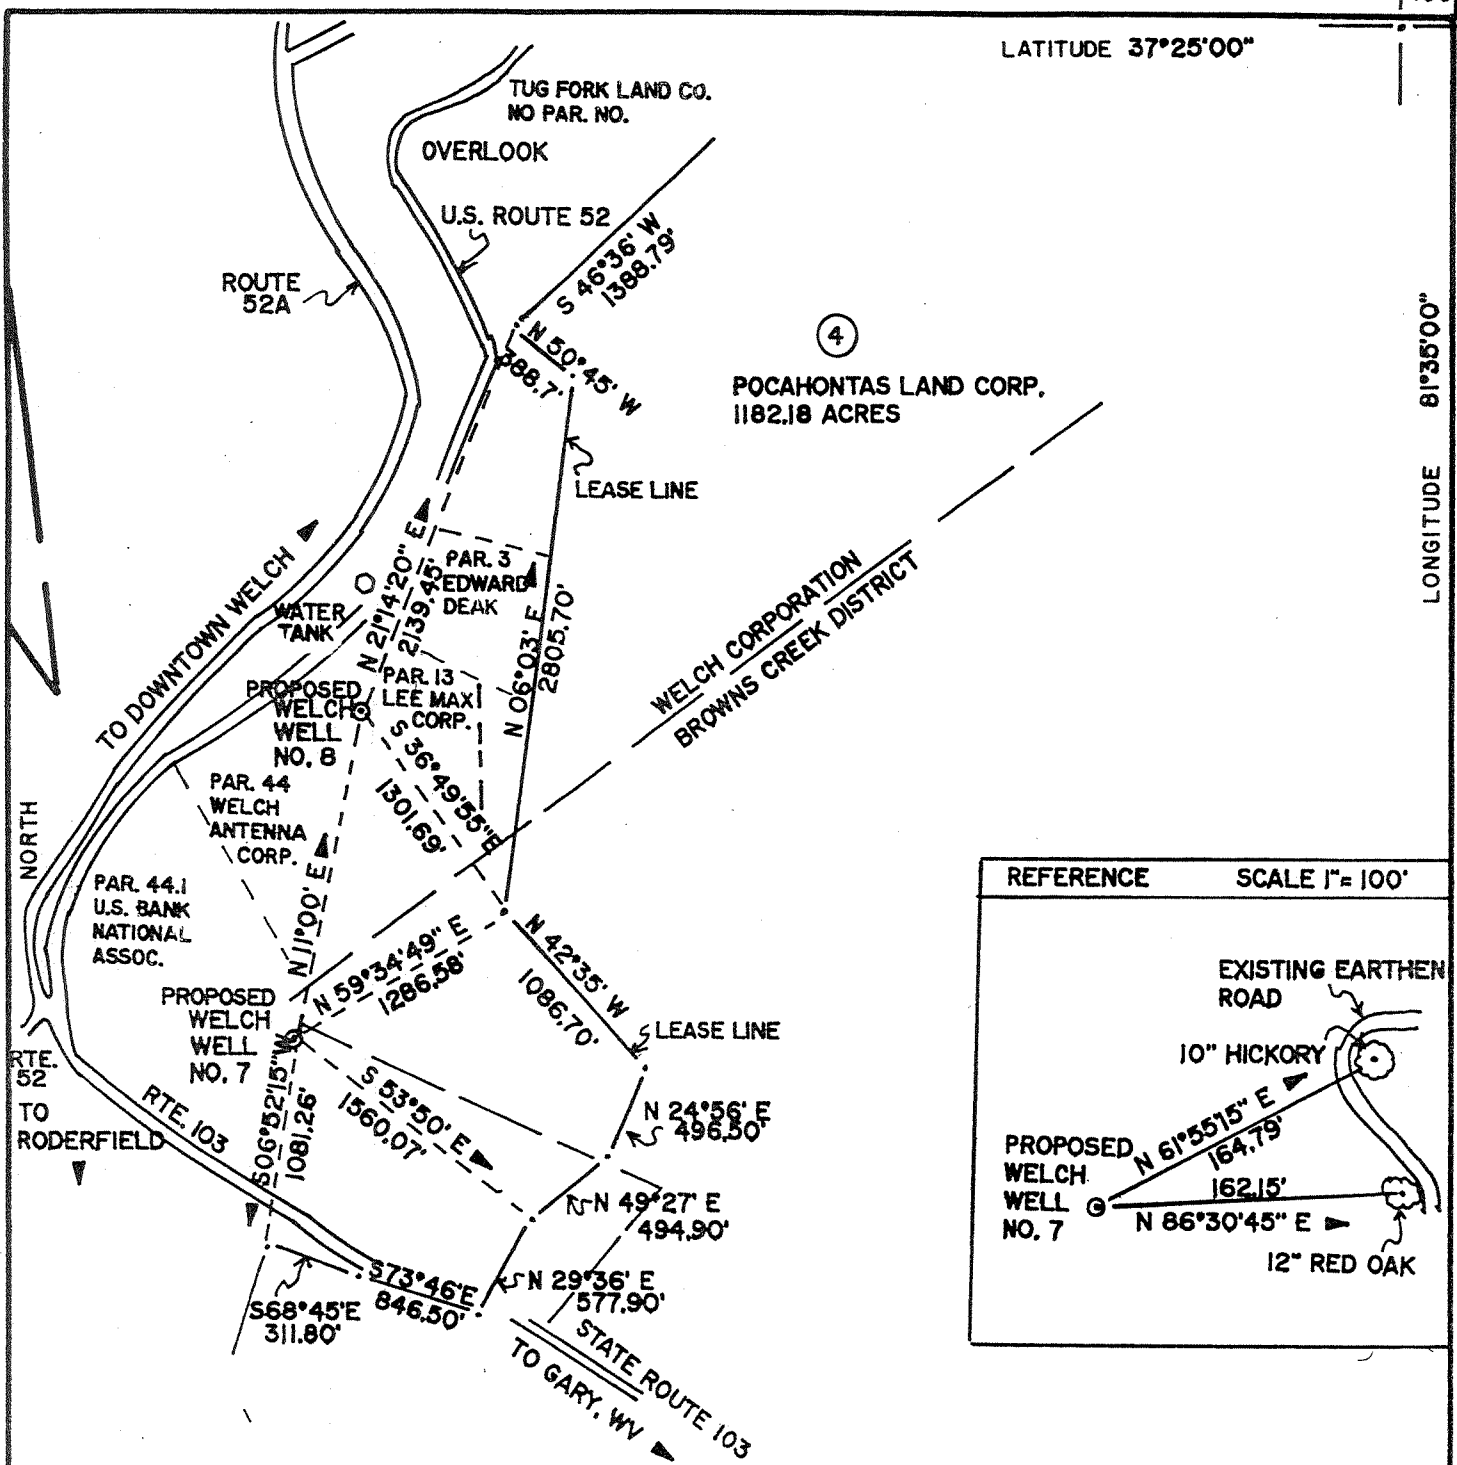 LATITUDE 37°25'00"
TUG FORK LAND CO.
NO PAR. NO.
OVERLOOK
U.S. ROUTE 52
ROUTE
52A
S 46°36' W
1388.79'
N 50°45' W
388.7'
4
POCAHONTAS LAND CORP.
1182.18 ACRES
LONGITUDE 81°35'00"
LEASE LINE
PAR. 3
EDWARD
DEAK
N 21°14'20" E
2139.45'
WATER
TANK
TO DOWNTOWN WELCH
N 06°03' E
2805.70'
WELCH CORPORATION
BROWNS CREEK DISTRICT
PAR. 13
LEE MAX
CORP.
PROPOSED
WELCH
WELL
NO. 8
S 36°49'55"E
1301.69'
PAR. 44
WELCH
ANTENNA
CORP.
NORTH
PAR. 44.1
U.S. BANK
NATIONAL
ASSOC.
N 11°00' E
N 59°34'49" E
1286.58'
N 42°35' W
1086.70'
PROPOSED
WELCH
WELL
NO. 7
LEASE LINE
RTE.
52
TO
RODERFIELD
RTE. 103
S06°52'15"W
1081.26'
S 53°50' E
1560.07'
N 24°56' E
496.50'
N 49°27' E
494.90'
N 29°36' E
577.90'
S73°46'E
846.50'
S68°45'E
311.80'
STATE ROUTE 103
TO GARY, WV
REFERENCE SCALE 1"= 100'
EXISTING EARTHEN
ROAD
10" HICKORY
N 61°55'15" E
164.79'
PROPOSED
WELCH
WELL
NO. 7
162.15'
N 86°30'45" E
12" RED OAK